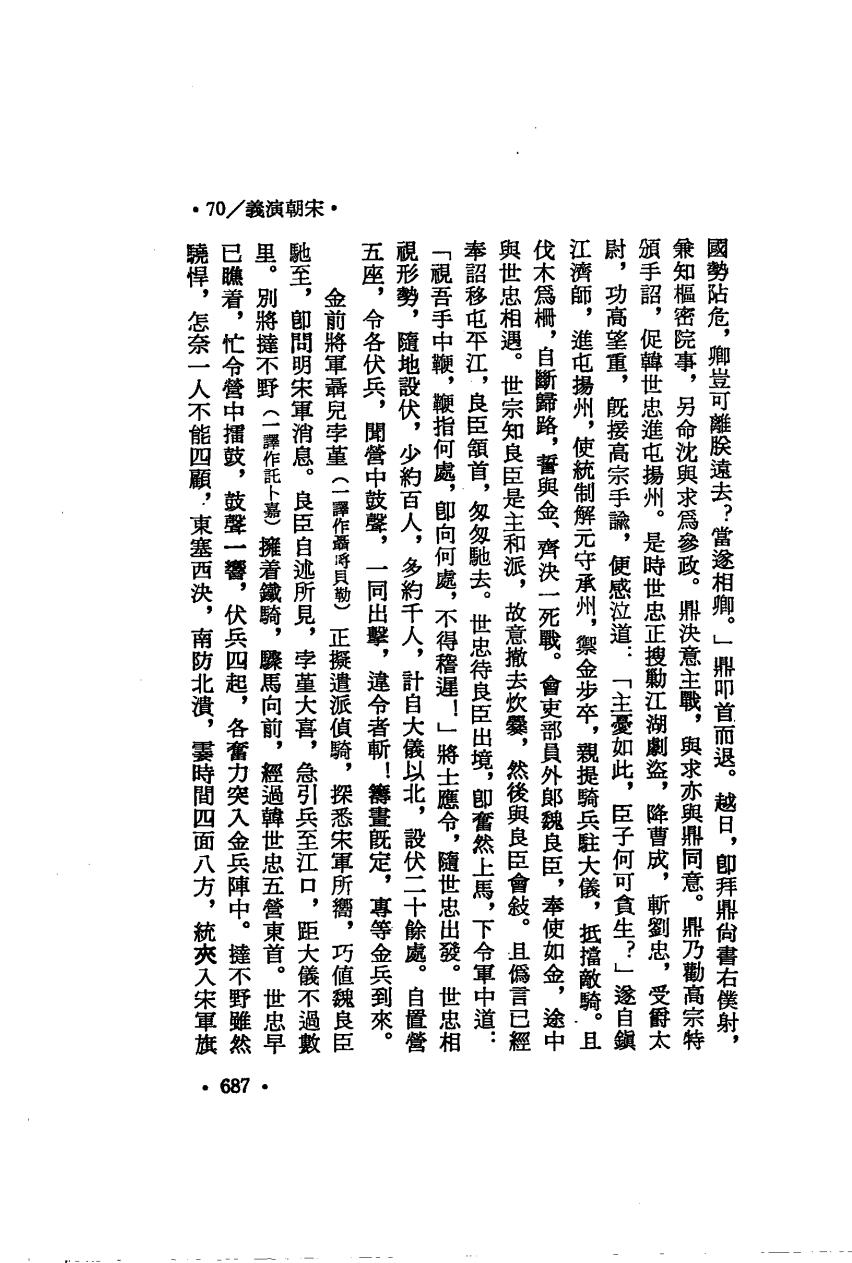 •70/義演朝宋•
國勢阽危，卿豈可離朕遠去？當遂相卿。」鼎叩首而退。越日，卽拜鼎尙書右僕射，
兼知樞密院事，另命沈與求爲參政。鼎決意主戰，與求亦與鼎同意。鼎乃勸高宗特
頒手詔，促韓世忠進屯揚州。是時世忠正搜勦江湖劇盜，降曹成，斬劉忠，受爵太
尉，功高望重，旣接高宗手諭，便感泣道：「主憂如此，臣子何可貪生？」遂自鎭
江濟師，進屯揚州，使統制解元守承州，禦金步卒，親提騎兵駐大儀，抵擋敵騎。且
伐木爲柵，自斷歸路，誓與金、齊決一死戰。會吏部員外郎魏良臣，奉使如金，途中
與世忠相遇。世宗知良臣是主和派，故意撤去炊爨，然後與良臣會敍。且僞言已經
奉詔移屯平江，良臣頷首，匆匆馳去。世忠待良臣出境，卽奮然上馬，下令軍中道：
「視吾手中鞭，鞭指何處，卽向何處，不得稽遲！」將士應令，隨世忠出發。世忠相
視形勢，隨地設伏，少約百人，多約千人，計自大儀以北，設伏二十餘處。自置營
五座，令各伏兵，聞營中鼓聲，一同出擊，違令者斬！籌畫旣定，專等金兵到來。
金前將軍聶兒孛菫（一譯作聶呼貝勒）正擬遣派偵騎，探悉宋軍所嚮，巧値魏良臣
馳至，卽問明宋軍消息。良臣自述所見，孛菫大喜，急引兵至江口，距大儀不過數
里。別將撻不野（一譯作託卜嘉）擁着鐵騎，驟馬向前，經過韓世忠五營東首。世忠早
已瞧着，忙令營中擂鼓，鼓聲一響，伏兵四起，各奮力突入金兵陣中。撻不野雖然
驍悍，怎奈一人不能四顧，東塞西決，南防北潰，霎時間四面八方，統夾入宋軍旗
•687•